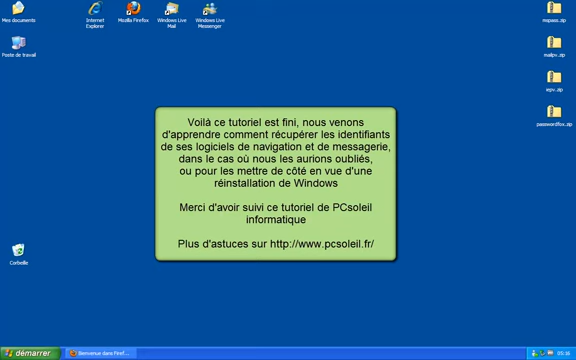 Mes documents
Internet
Explorer
Mozilla Firefox
Windows Live
Mail
Windows Live
Messenger
mspass.zip
Poste de travail
mailpv.zip
iepv.zip
passwordfox.zip
Voilà ce tutoriel est fini, nous venons
d'apprendre comment récupérer les identifiants
de ses logiciels de navigation et de messagerie,
dans le cas où nous les aurions oubliés,
ou pour les mettre de côté en vue d'une
réinstallation de Windows
Merci d'avoir suivi ce tutoriel de PCsoleil
informatique
Plus d'astuces sur http://www.pcsoleil.fr/
Corbeille
démarrer
Bienvenue dans Firef...
05:16